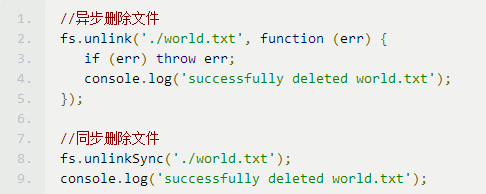 1. //异步删除文件
2. fs.unlink('./world.txt', function (err) {
3.    if (err) throw err;
4.    console.log('successfully deleted world.txt');
5. });
6.
7. //同步删除文件
8. fs.unlinkSync('./world.txt');
9. console.log('successfully deleted world.txt');